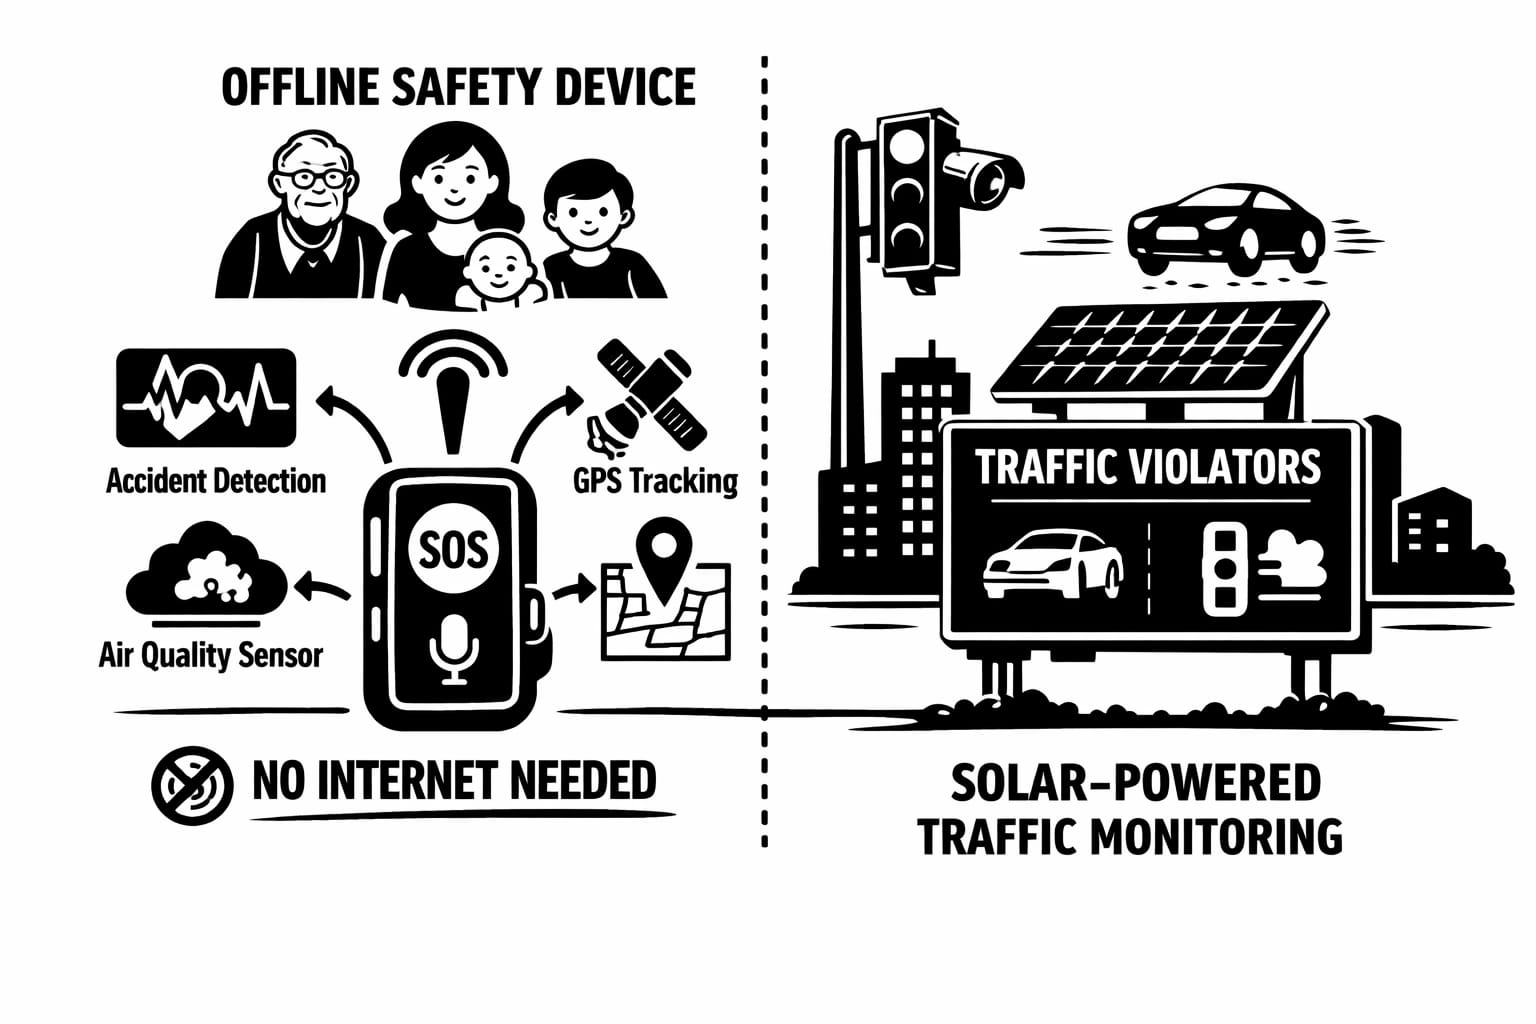 OFFLINE SAFETY DEVICE
Accident Detection
GPS Tracking
SOS
Air Quality Sensor
NO INTERNET NEEDED
TRAFFIC VIOLATORS
SOLAR-POWERED
TRAFFIC MONITORING